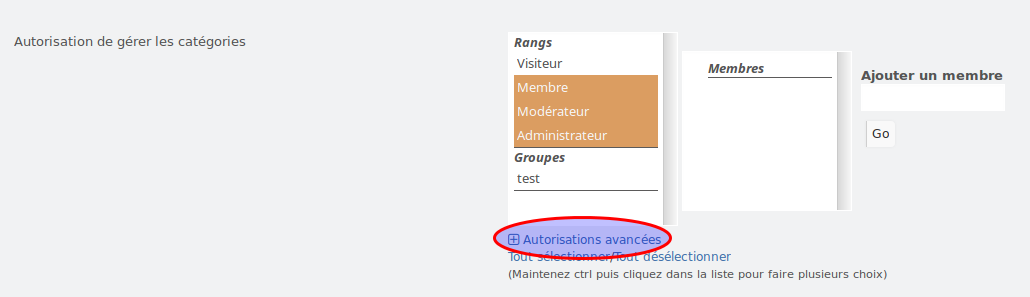 Autorisation de gérer les catégories
Rangs
Visiteur
Membre
Modérateur
Administrateur
Groupes
test
Membres
Ajouter un membre
Go
Autorisations avancées
Tout sélectionner/Tout désélectionner
(Maintenez ctrl puis cliquez dans la liste pour faire plusieurs choix)